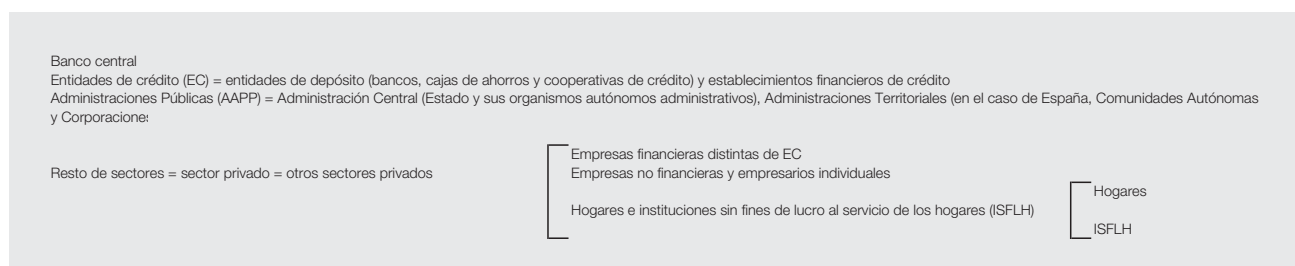 Banco central
Entidades de crédito (EC) = entidades de depósito (bancos, cajas de ahorros y cooperativas de crédito) y establecimientos financieros de crédito
Administraciones Públicas (AAPP) = Administración Central (Estado y sus organismos autónomos administrativos), Administraciones Territoriales (en el caso de España, Comunidades Autónomas
y
Empresas financieras distintas de EC
Resto de sectores = sector privado = otros sectores privados
Empresas no financieras y empresarios individuales
Hogares
Hogares e instituciones sin fines de lucro al servicio de los hogares (ISFLH)
ISFLH